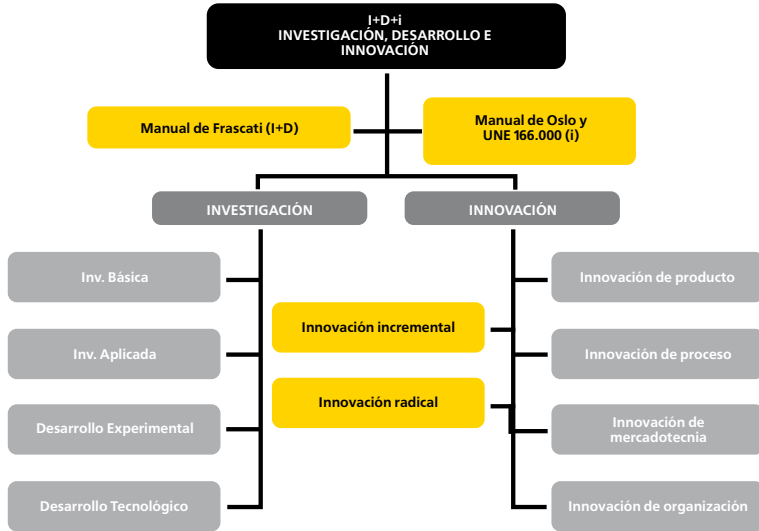 I+D+i
INVESTIGACIÓN, DESARROLLO E
INNOVACIÓN
Manual de Frascati (I+D)
Manual de Oslo y
UNE 166.000 (i)
INVESTIGACIÓN
INNOVACIÓN
Inv. Básica
Innovación de producto
Innovación incremental
Inv. Aplicada
Innovación de proceso
Innovación radical
Desarrollo Experimental
Innovación de
mercadotecnia
Desarrollo Tecnológico
Innovación de organización